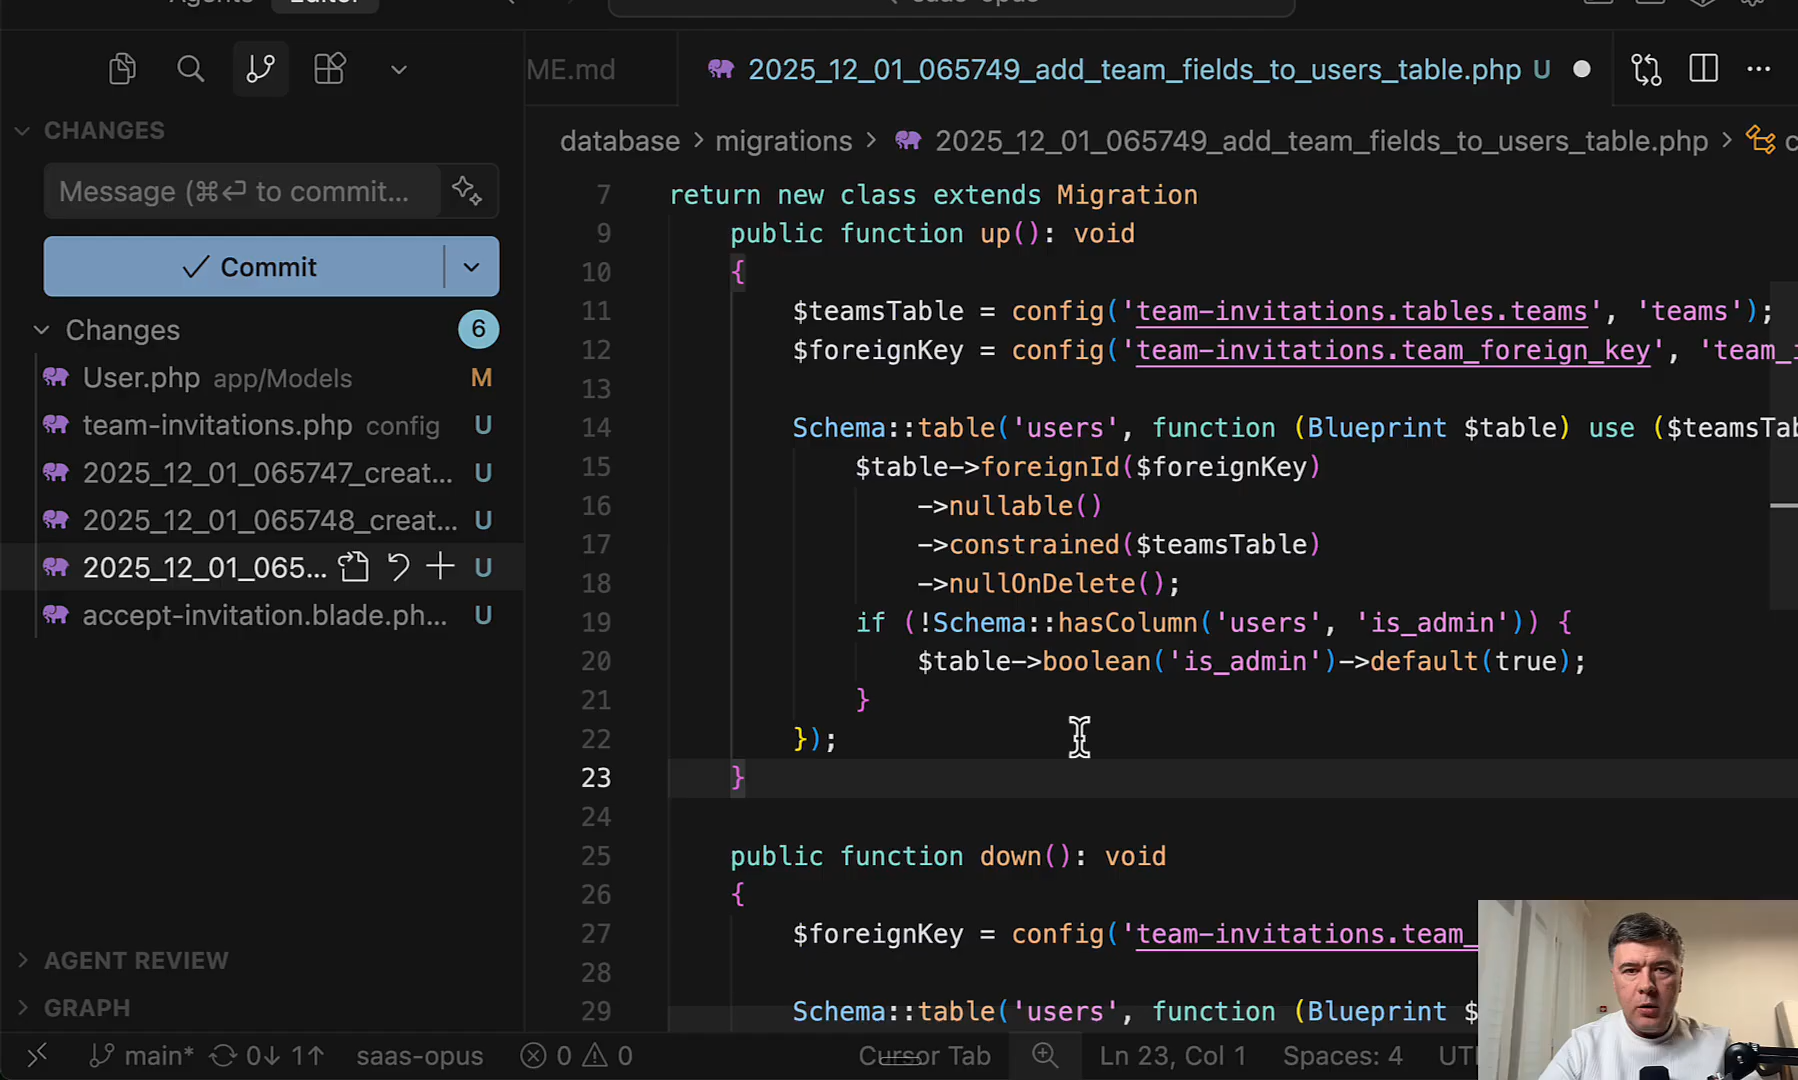 Agents Editor
saas-opus
ME.md
2025_12_01_065749_add_team_fields_to_users_table.php U
CHANGES
Message (⌘⏎ to commit...
Commit
Changes 6
User.php app/Models M
team-invitations.php config U
2025_12_01_065747_creat... U
2025_12_01_065748_creat... U
2025_12_01_065... U
accept-invitation.blade.ph... U
AGENT REVIEW
GRAPH
database > migrations > 2025_12_01_065749_add_team_fields_to_users_table.php > c
7 return new class extends Migration
9 public function up(): void
10 {
11 $teamsTable = config('team-invitations.tables.teams', 'teams');
12 $foreignKey = config('team-invitations.team_foreign_key', 'team_
13
14 Schema::table('users', function (Blueprint $table) use ($teamsTab
15 $table->foreignId($foreignKey)
16 ->nullable()
17 ->constrained($teamsTable)
18 ->nullOnDelete();
19 if (!Schema::hasColumn('users', 'is_admin')) {
20 $table->boolean('is_admin')->default(true);
21 }
22 });
23 }
24
25 public function down(): void
26 {
27 $foreignKey = config('team-invitations.team_
28
29 Schema::table('users', function (Blueprint $
main* 0↓ 1↑ saas-opus 0 0 Cursor Tab Ln 23, Col 1 Spaces: 4 UT